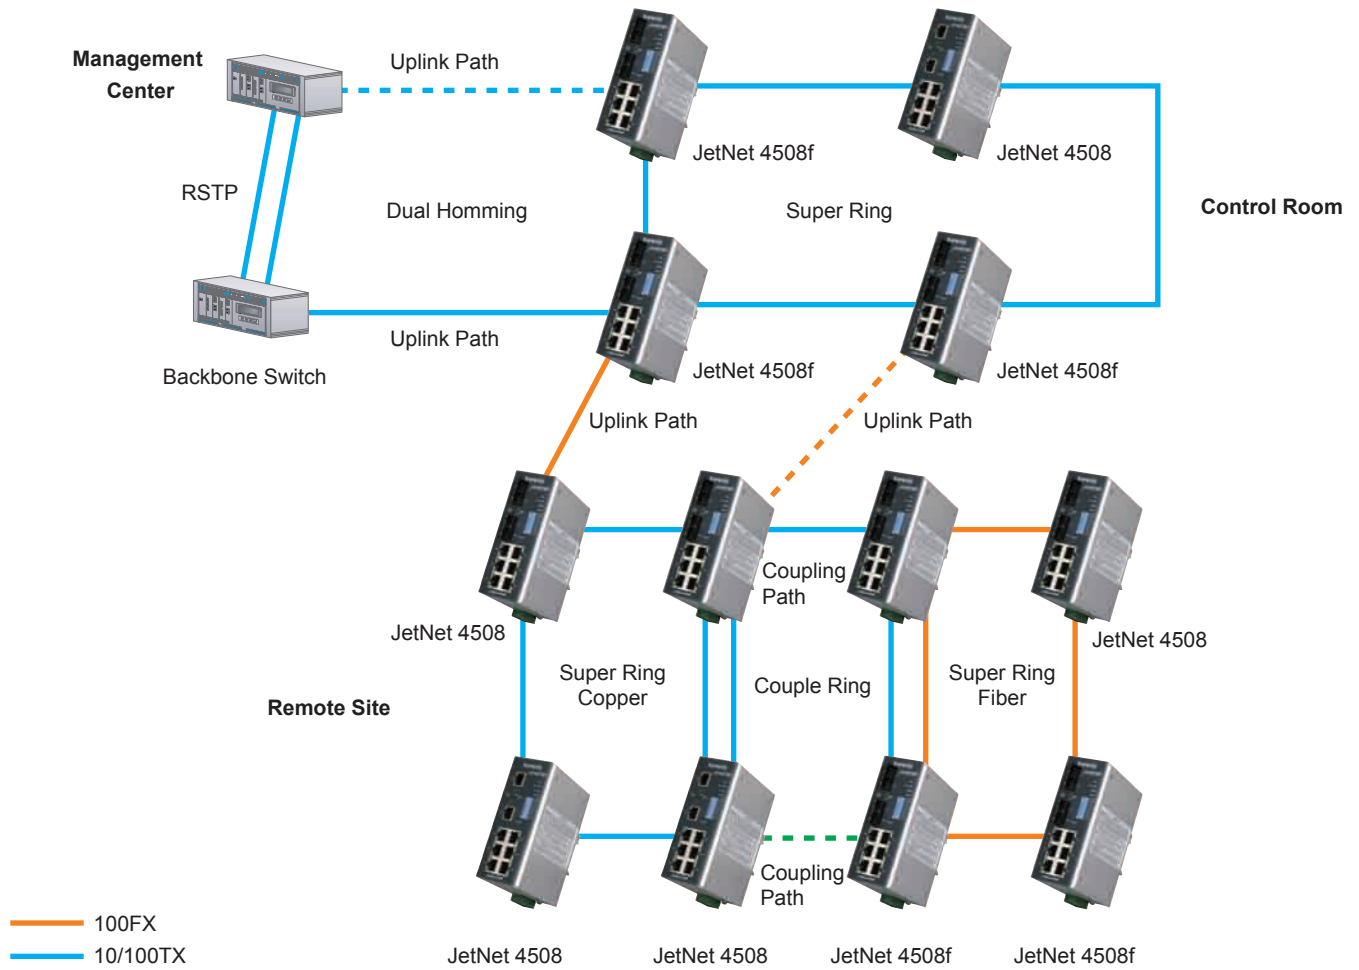 Management
Center
Uplink Path
JetNet 4508f
JetNet 4508
RSTP
Dual Homming
Super Ring
Control Room
Uplink Path
Backbone Switch
JetNet 4508f
JetNet 4508f
Uplink Path
Uplink Path
Coupling
Path
JetNet 4508
JetNet 4508
Super Ring
Copper
Couple Ring
Super Ring
Fiber
Remote Site
Coupling
Path
100FX
10/100TX
JetNet 4508
JetNet 4508
JetNet 4508f
JetNet 4508f